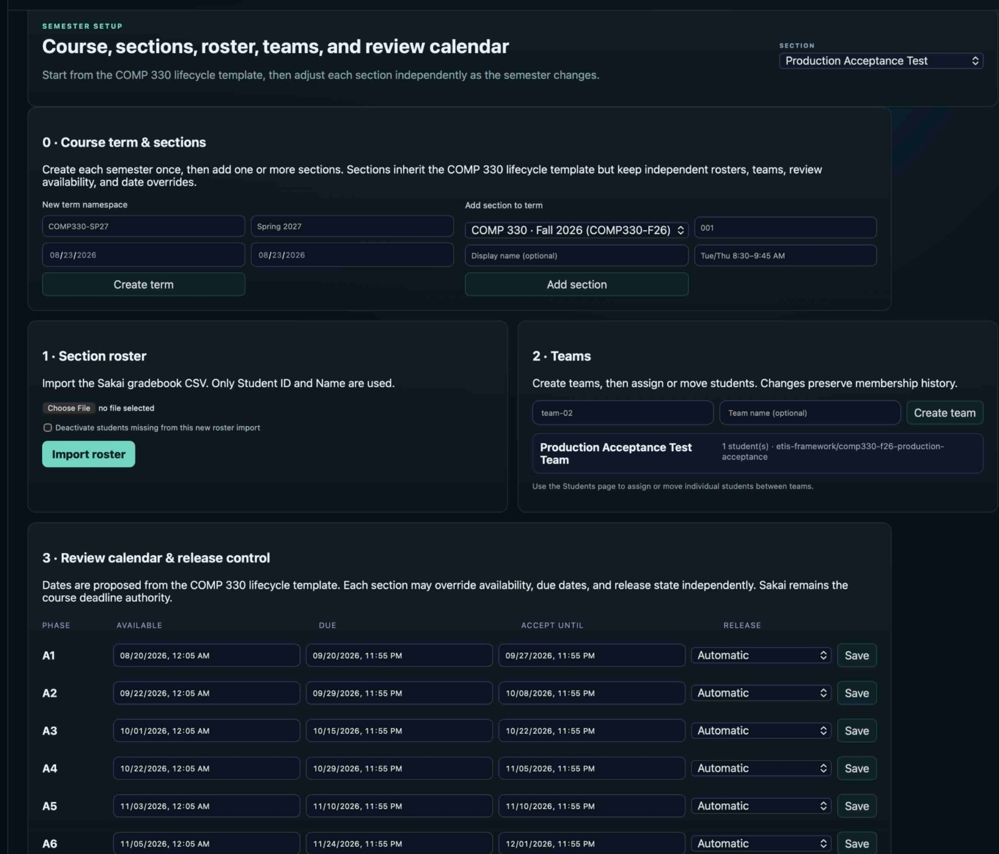 SEMESTER SETUP
Course, sections, roster, teams, and review calendar
Start from the COMP 330 lifecycle template, then adjust each section independently as the semester changes.
SECTION
Production Acceptance Test
0 · Course term & sections
Create each semester once, then add one or more sections. Sections inherit the COMP 330 lifecycle template but keep independent rosters, teams, review
availability, and date overrides.
New term namespace
COMP330-SP27
Spring 2027
08/23/2026
08/23/2026
Create term
Add section to term
COMP 330 · Fall 2026 (COMP330-F26)
001
Display name (optional)
Tue/Thu 8:30–9:45 AM
Add section
1 · Section roster
Import the Sakai gradebook CSV. Only Student ID and Name are used.
Choose File no file selected
Deactivate students missing from this new roster import
Import roster
2 · Teams
Create teams, then assign or move students. Changes preserve membership history.
team-02
Team name (optional)
Create team
Production Acceptance Test
Team
1 student(s) · etis-framework/comp330-f26-production-
acceptance
Use the Students page to assign or move individual students between teams.
3 · Review calendar & release control
Dates are proposed from the COMP 330 lifecycle template. Each section may override availability, due dates, and release state independently. Sakai remains the
course deadline authority.
PHASE AVAILABLE DUE ACCEPT UNTIL RELEASE
A1 08/20/2026, 12:05 AM 09/20/2026, 11:55 PM 09/27/2026, 11:55 PM Automatic Save
A2 09/22/2026, 12:05 AM 09/29/2026, 11:55 PM 10/08/2026, 11:55 PM Automatic Save
A3 10/01/2026, 12:05 AM 10/15/2026, 11:55 PM 10/22/2026, 11:55 PM Automatic Save
A4 10/22/2026, 12:05 AM 10/29/2026, 11:55 PM 11/05/2026, 11:55 PM Automatic Save
A5 11/03/2026, 12:05 AM 11/10/2026, 11:55 PM 11/10/2026, 11:55 PM Automatic Save
A6 11/05/2026, 12:05 AM 11/24/2026, 11:55 PM 12/01/2026, 11:55 PM Automatic Save